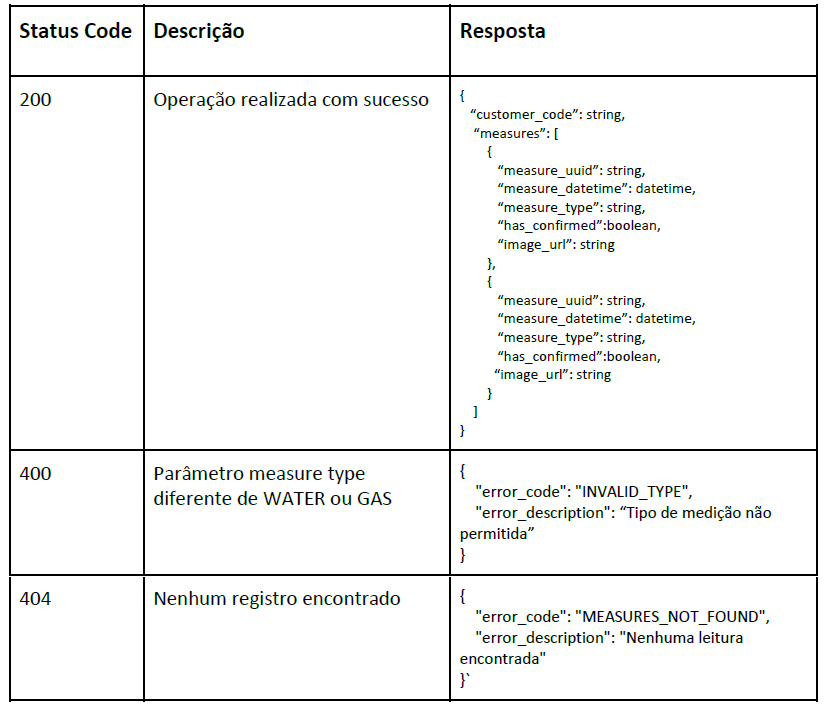 Status Code Descrição Resposta
200 Operação realizada com sucesso {
“customer_code”: string,
“measures”: [
{
“measure_uuid”: string,
“measure_datetime”: datetime,
“measure_type”: string,
“has_confirmed”:boolean,
“image_url”: string
},
{
“measure_uuid”: string,
“measure_datetime”: datetime,
“measure_type”: string,
“has_confirmed”:boolean,
“image_url”: string
}
]
}
400 Parâmetro measure type
diferente de WATER ou GAS
{
"error_code": "INVALID_TYPE",
"error_description": “Tipo de medição não
permitida”
}
404 Nenhum registro encontrado {
"error_code": "MEASURES_NOT_FOUND",
"error_description": "Nenhuma leitura
encontrada"
}`